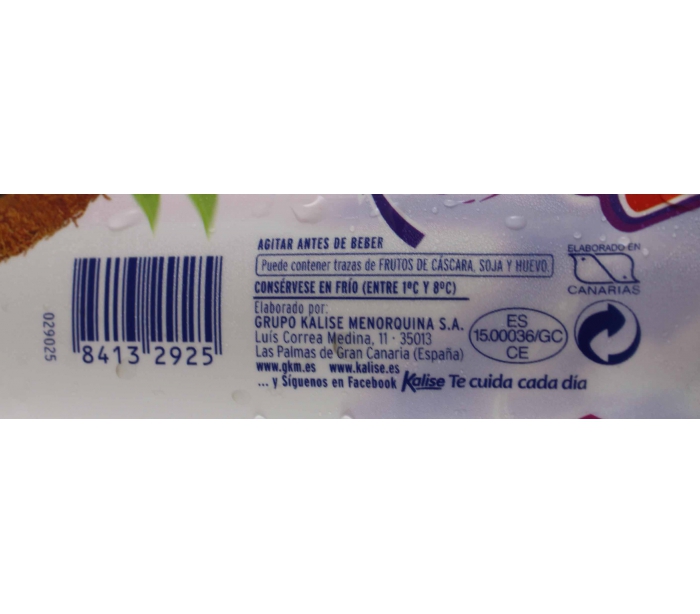 AGITAR ANTES DE BEBER
Puede contener trazas de FRUTOS DE CÁSCARA, SOJA Y HUEVO.
CONSÉRVESE EN FRÍO (ENTRE 1ºC Y 8ºC)
Elaborado por:
GRUPO KALISE MENORQUINA S.A.
Luís Correa Medina, 11 - 35013
Las Palmas de Gran Canaria (España)
www.gkm.es www.kalise.es
... y Síguenos en Facebook Kalise Te cuida cada día
ES
15.00036/GC
CE
ELABORADO EN
CANARIAS
029025
8413 2925